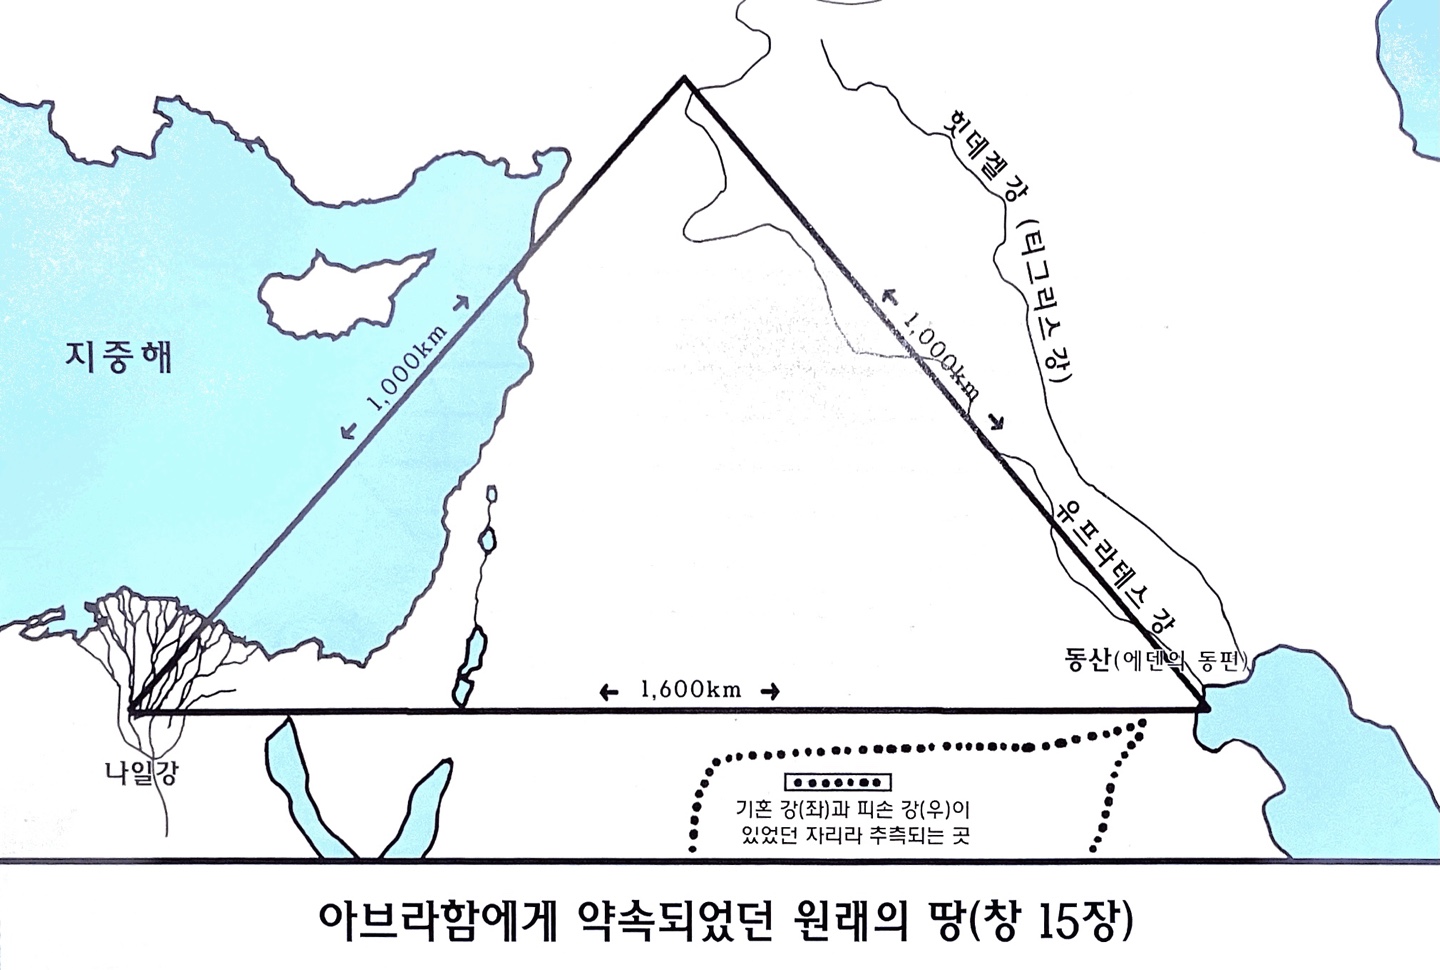 힛데겔 강 (티그리스 강)
지중해
1,000km
1,000km
유프라테스 강
동산(에덴의 동편)
1,600km
나일강
기혼 강(좌)과 피손 강(우)이
있었던 자리라 추측되는 곳
아브라함에게 약속되었던 원래의 땅(창 15장)